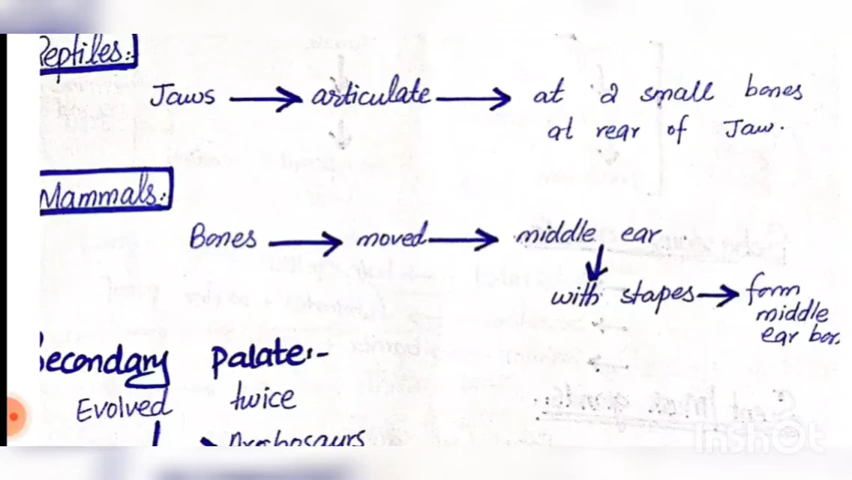 Reptiles:
Jaws → articulate → at 2 small bones
at rear of Jaw.
Mammals:
Bones → moved → middle ear
↓
with stapes → form
middle
ear bo
Secondary Palate:-
Evolved twice
InShOt